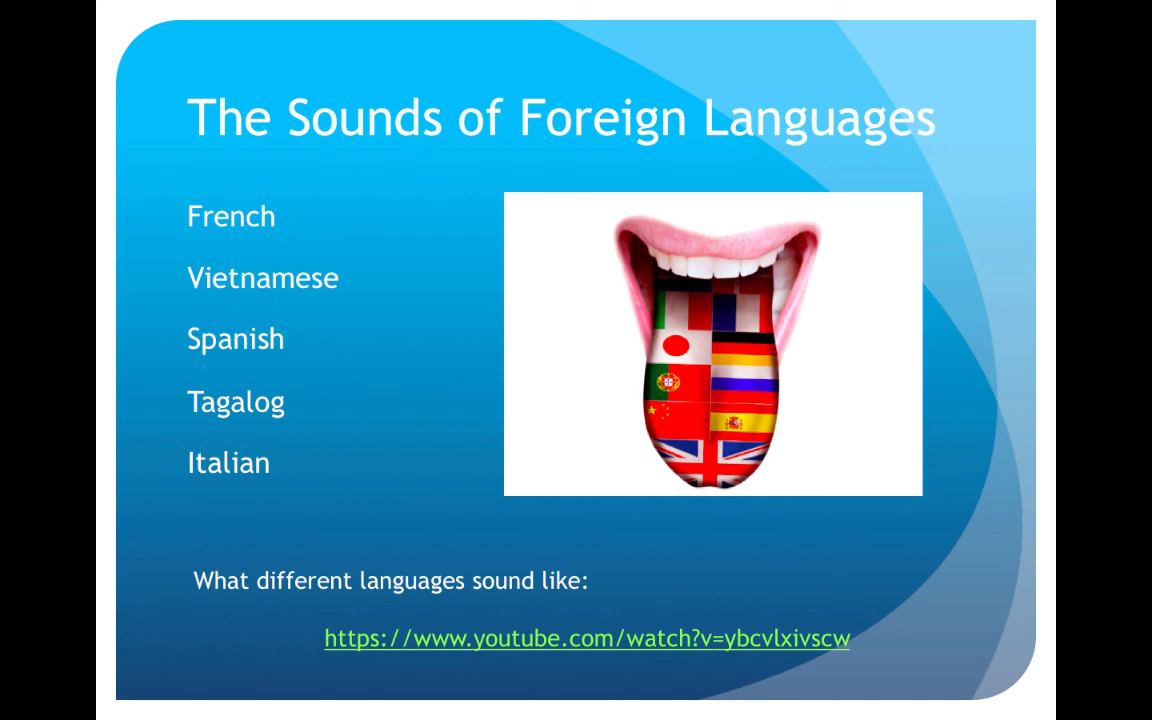 The Sounds of Foreign Languages
French
Vietnamese
Spanish
Tagalog
Italian
What different languages sound like:
https://www.youtube.com/watch?v=ybcvlxivscw